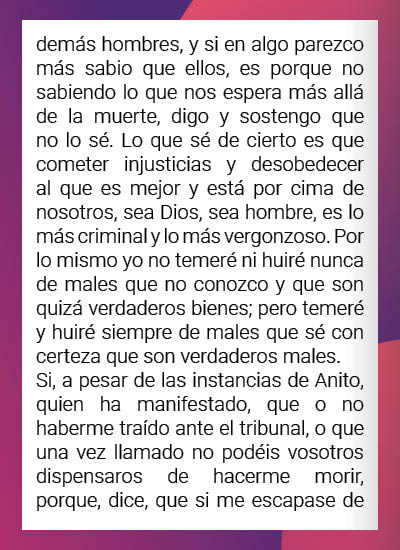 demás hombres, y si en algo parezco
más sabio que ellos, es porque no
sabiendo lo que nos espera más allá
de la muerte, digo y sostengo que
no lo sé. Lo que sé de cierto es que
cometer injusticias y desobedecer
al que es mejor y está por cima de
nosotros, sea Dios, sea hombre, es lo
más criminal y lo más vergonzoso. Por
lo mismo yo no temeré ni huiré nunca
de males que no conozco y que son
quizá verdaderos bienes; pero temeré
y huiré siempre de males que sé con
certeza que son verdaderos males.
Si, a pesar de las instancias de Anito,
quien ha manifestado, que o no
haberme traído ante el tribunal, o que
una vez llamado no podéis vosotros
dispensaros de hacerme morir,
porque, dice, que si me escapase de